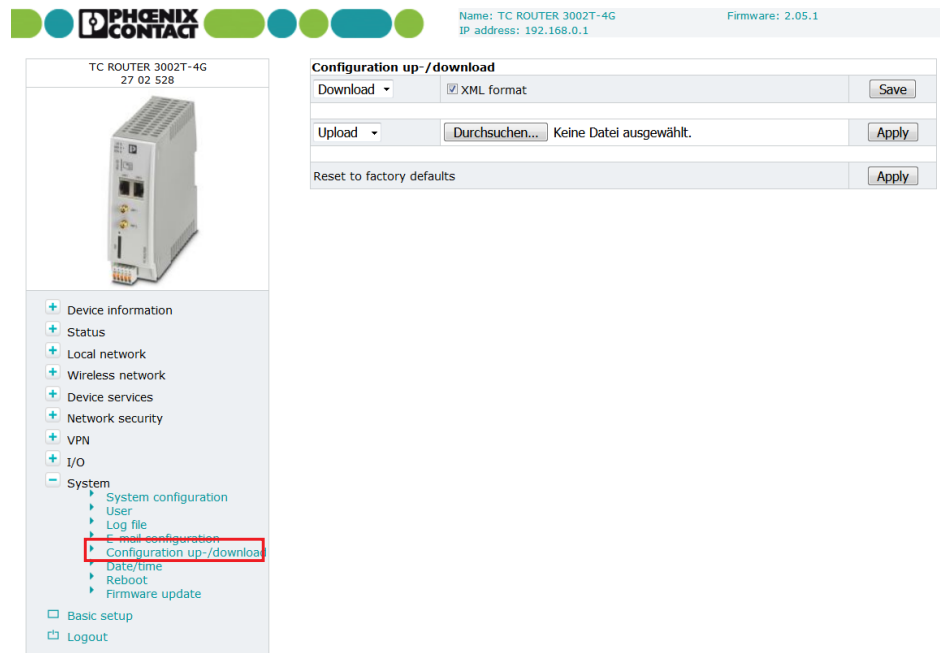 PHŒNIX
CONTACT
Name: TC ROUTER 3002T-4G
Firmware: 2.05.1
IP address: 192.168.0.1
TC ROUTER 3002T-4G
27 02 528
Device information
Status
Local network
Wireless network
Device services
Network security
VPN
I/O
System
System configuration
User
Log file
E-mail configuration
Configuration up-/download
Date/time
Reboot
Firmware update
Basic setup
Logout
Configuration up-/download
Download XML format Save
Upload Durchsuchen... Keine Datei ausgewählt. Apply
Reset to factory defaults Apply